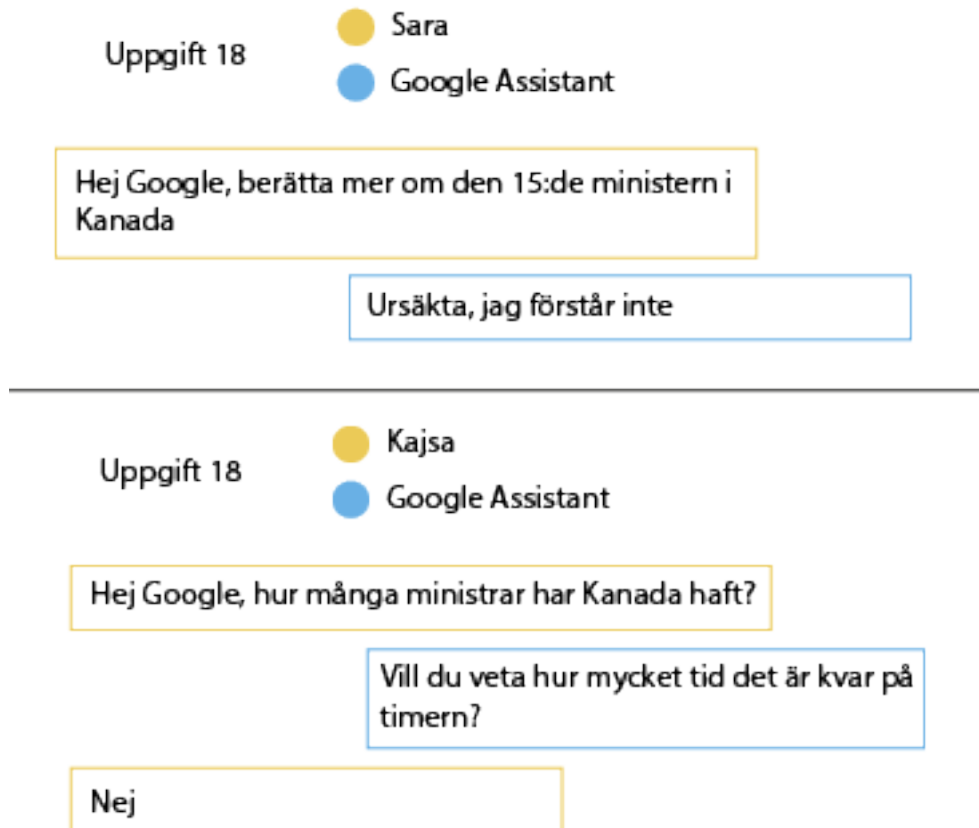 Uppgift 18
Sara
Google Assistant
Hej Google, berätta mer om den 15:de ministern i
Kanada
Ursäkta, jag förstår inte
Uppgift 18
Kajsa
Google Assistant
Hej Google, hur många ministrar har Kanada haft?
Vill du veta hur mycket tid det är kvar på
timern?
Nej